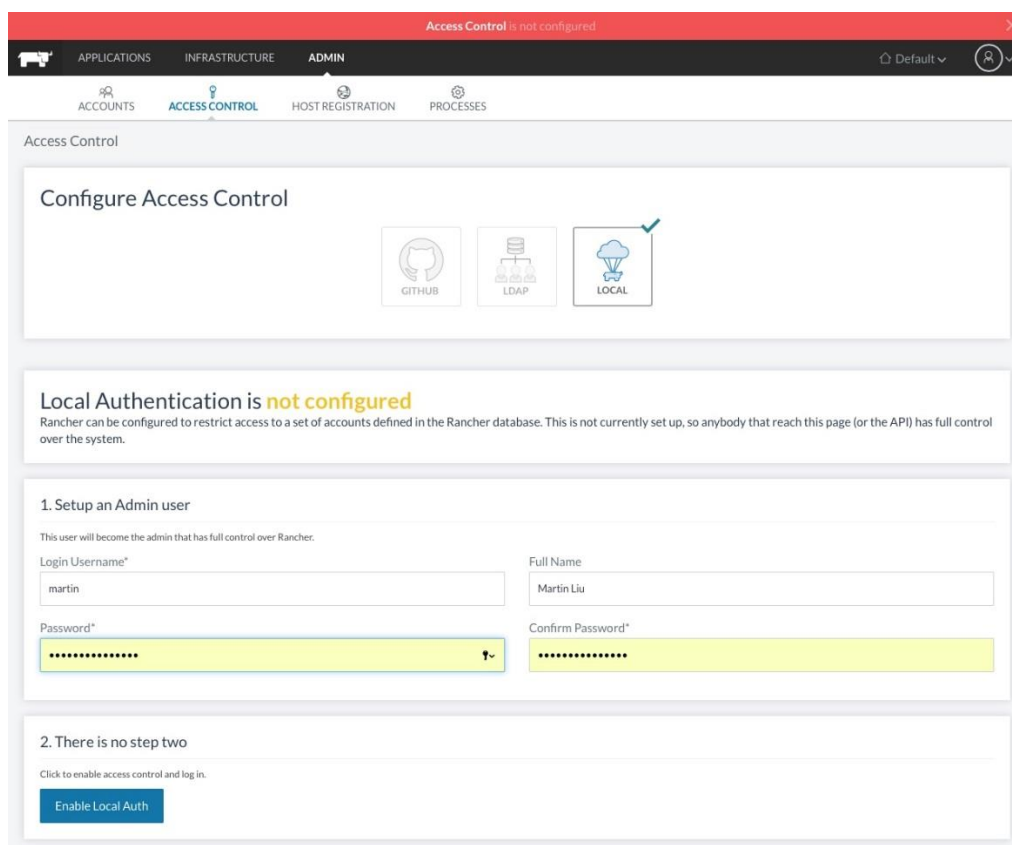 Access Control is not configured
APPLICATIONS INFRASTRUCTURE ADMIN Default
ACCOUNTS ACCESS CONTROL HOST REGISTRATION PROCESSES
Access Control
Configure Access Control
GITHUB LDAP LOCAL
Local Authentication is not configured
Rancher can be configured to restrict access to a set of accounts defined in the Rancher database. This is not currently set up, so anybody that reach this page (or the API) has full control
over the system.
1. Setup an Admin user
This user will become the admin that has full control over Rancher.
Login Username* Full Name
martin Martin Liu
Password* Confirm Password*
••••••••••••••• •••••••••••••••
2. There is no step two
Click to enable access control and log in.
Enable Local Auth